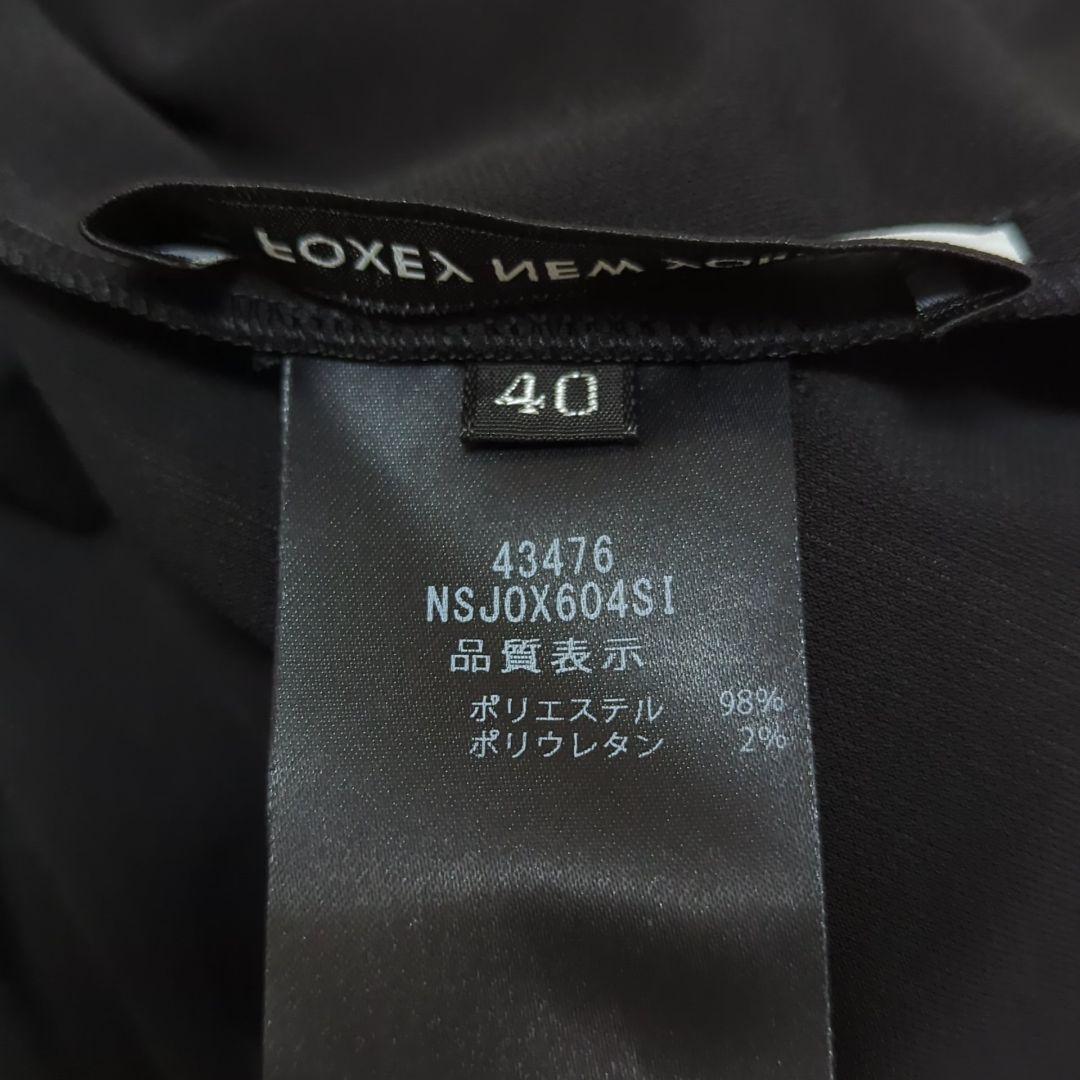 FOXEY NEW YORK
40
43476
NSJOX604SI
品質表示
ポリエステル 98%
ポリウレタン 2%